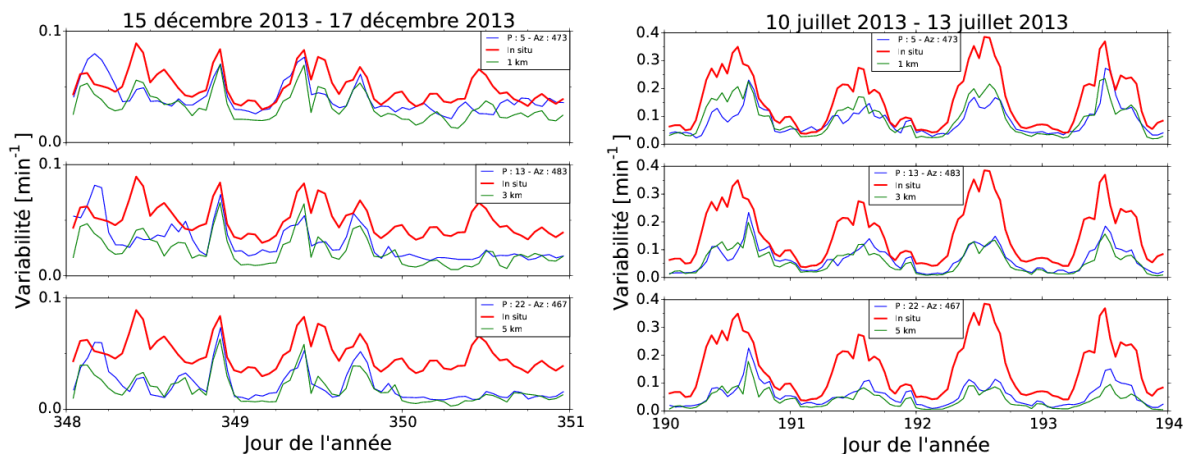 15 décembre 2013 - 17 décembre 2013
0.1
P : 5 - Az : 473
In situ
1 km
0.0
0.1
P : 13 - Az : 483
In situ
3 km
0.0
0.1
P : 22 - Az : 467
In situ
5 km
0.0
Variabilité [min⁻¹]
348 349 350 351
Jour de l'année
10 juillet 2013 - 13 juillet 2013
0.4
0.3
0.2
0.1
0.0
P : 5 - Az : 473
In situ
1 km
0.4
0.3
0.2
0.1
0.0
P : 13 - Az : 483
In situ
3 km
0.4
0.3
0.2
0.1
0.0
P : 22 - Az : 467
In situ
5 km
Variabilité [min⁻¹]
190 191 192 193 194
Jour de l'année